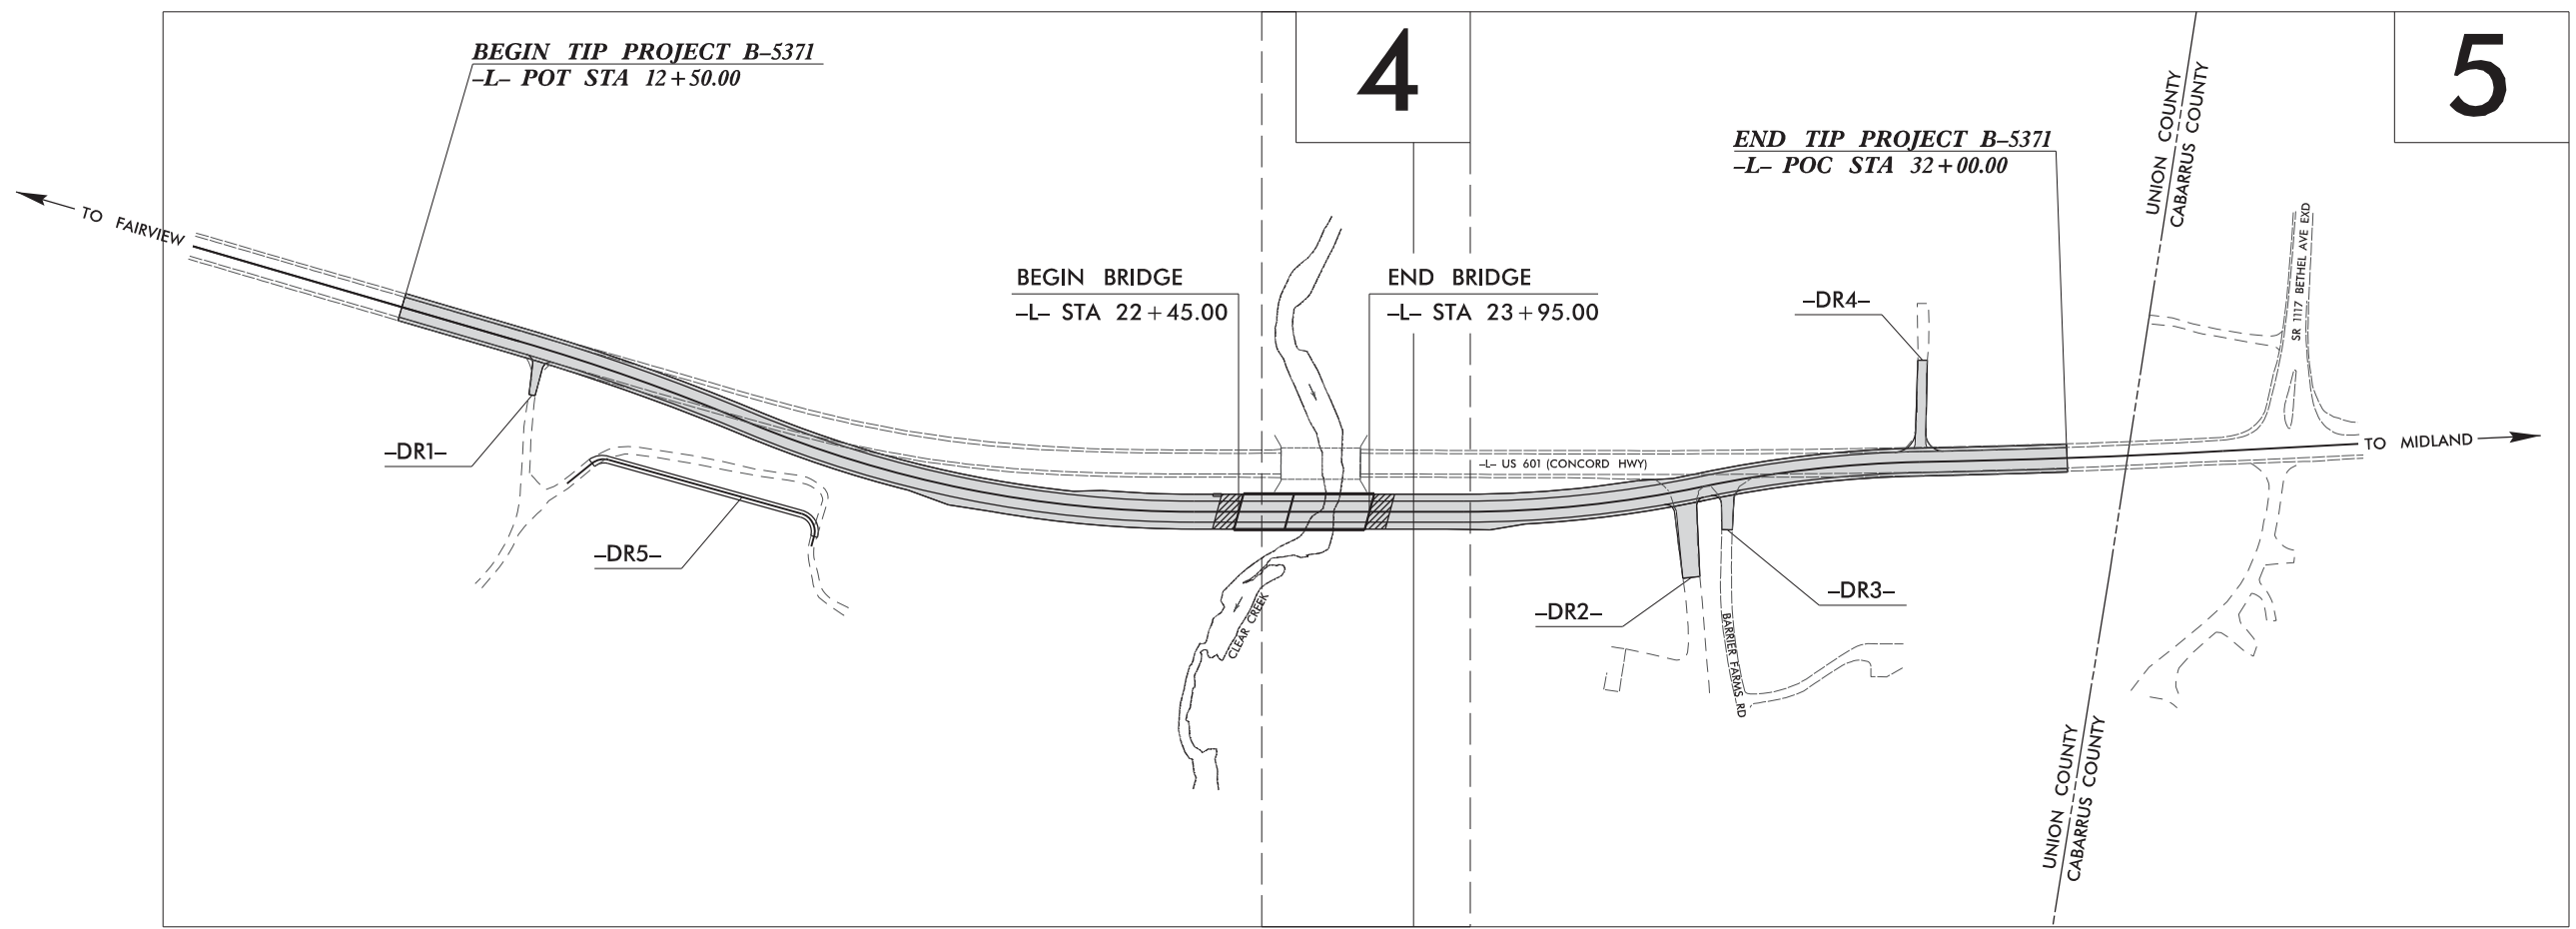 BEGIN TIP PROJECT B–5371
–L– POT STA 12+50.00
4
5
END TIP PROJECT B–5371
–L– POC STA 32+00.00
UNION COUNTY
CABARRUS COUNTY
TO FAIRVIEW
SR 1117 BETHEL AVE EXD
BEGIN BRIDGE
–L– STA 22+45.00
END BRIDGE
–L– STA 23+95.00
–DR4–
–DR1–
–L– US 601 (CONCORD HWY)
TO MIDLAND
–DR5–
–DR2–
–DR3–
CLEAR CREEK
BARRIER FARMS RD
UNION COUNTY
CABARRUS COUNTY